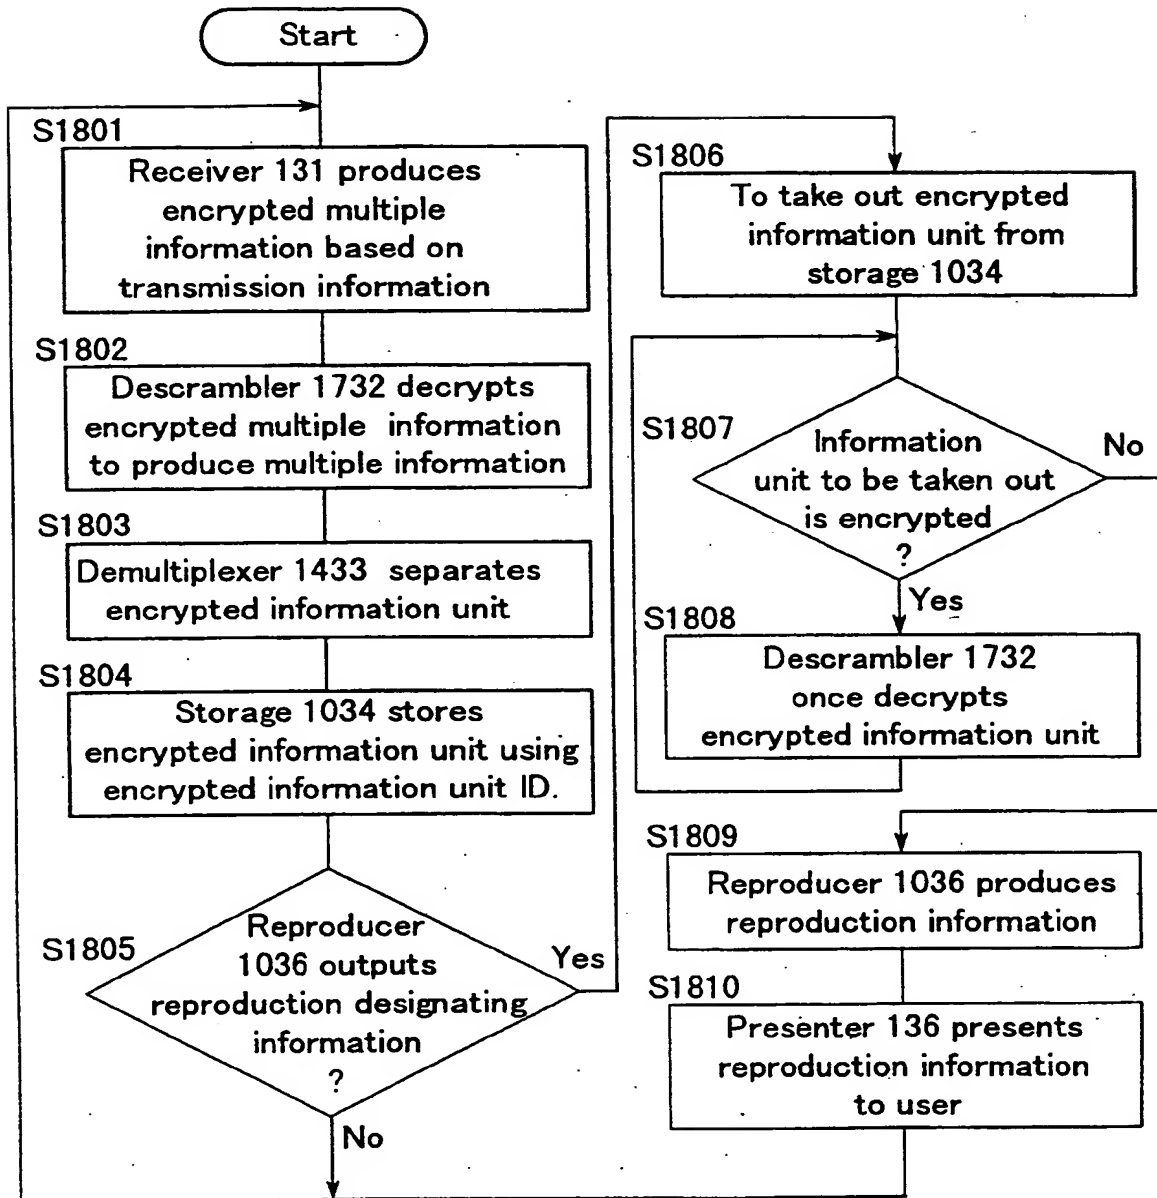 Start
S1801
Receiver 131 produces
encrypted multiple
information based on
transmission information
S1802
Descrambler 1732 decrypts
encrypted multiple information
to produce multiple information
S1803
Demultiplexer 1433 separates
encrypted information unit
S1804
Storage 1034 stores
encrypted information unit using
encrypted information unit ID.
S1805
Reproducer
1036 outputs
reproduction designating
information
?
Yes
No
S1806
To take out encrypted
information unit from
storage 1034
S1807
Information
unit to be taken out
is encrypted
?
No
Yes
S1808
Descrambler 1732
once decrypts
encrypted information unit
S1809
Reproducer 1036 produces
reproduction information
S1810
Presenter 136 presents
reproduction information
to user